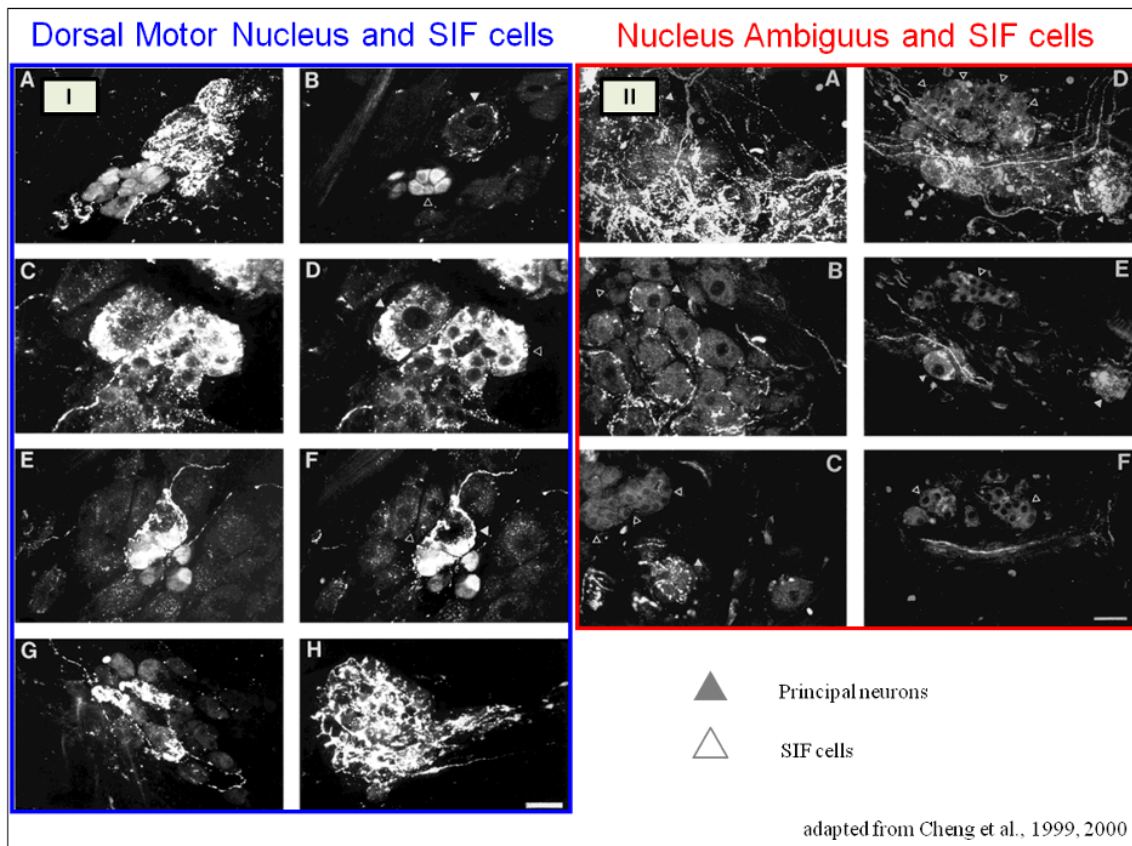 Dorsal Motor Nucleus and SIF cells
Nucleus Ambiguus and SIF cells
I
A
B
C
D
E
F
G
H
II
A
D
B
E
C
F
Principal neurons
SIF cells
adapted from Cheng et al., 1999, 2000